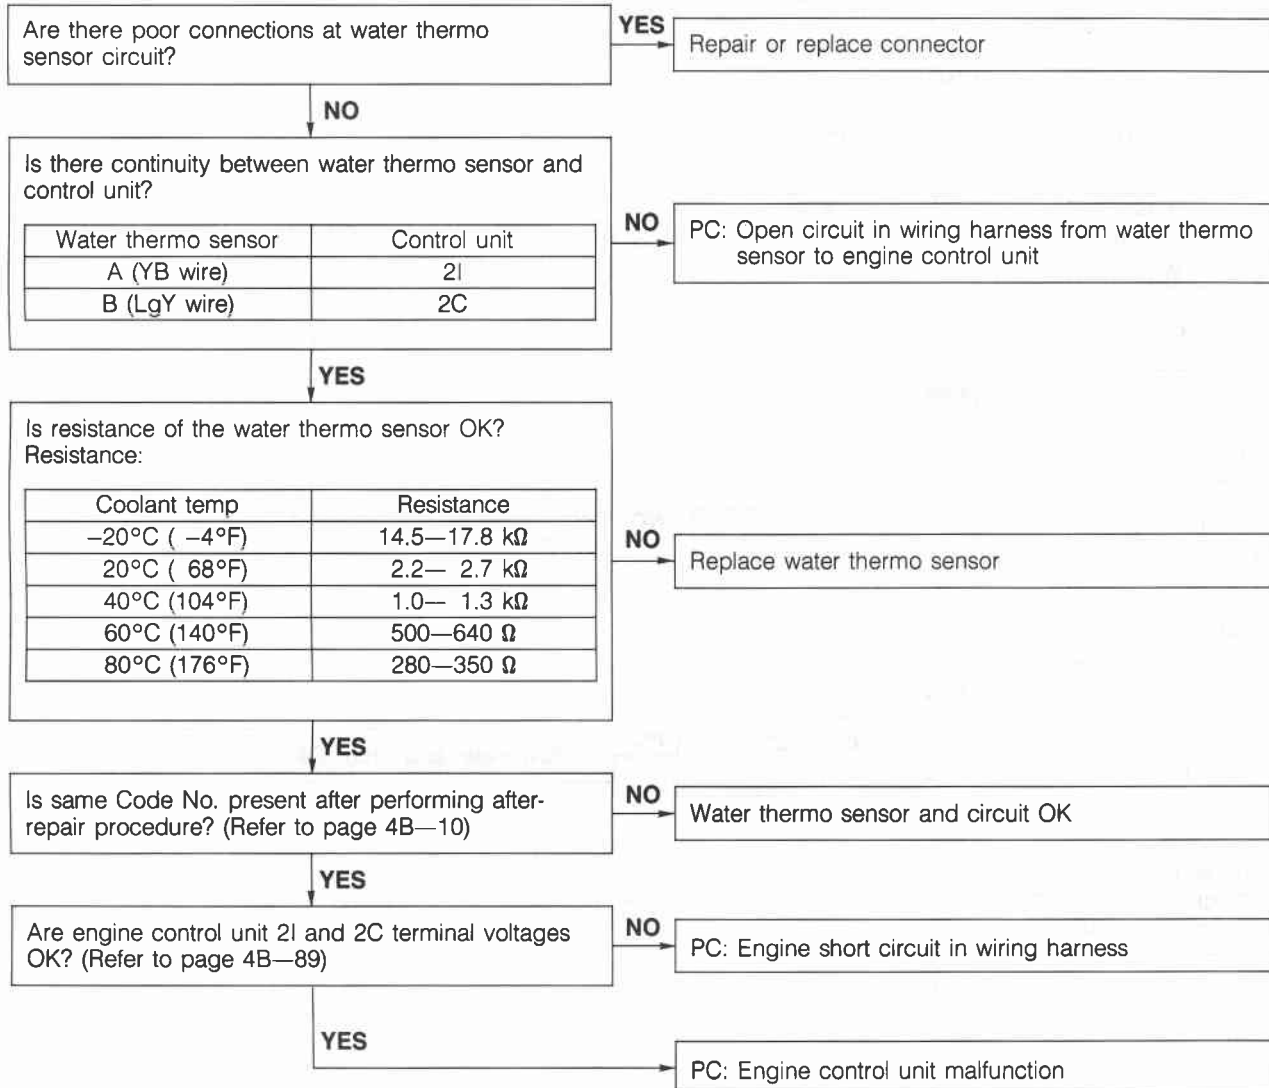 Are there poor connections at water thermo
sensor circuit?
YES
Repair or replace connector
NO
Is there continuity between water thermo sensor and
control unit?
Water thermo sensor Control unit
A (YB wire) 2I
B (LgY wire) 2C
NO
PC: Open circuit in wiring harness from water thermo
sensor to engine control unit
YES
Is resistance of the water thermo sensor OK?
Resistance:
Coolant temp Resistance
−20°C ( −4°F) 14.5—17.8 kΩ
20°C ( 68°F) 2.2— 2.7 kΩ
40°C (104°F) 1.0— 1.3 kΩ
60°C (140°F) 500—640 Ω
80°C (176°F) 280—350 Ω
NO
Replace water thermo sensor
YES
Is same Code No. present after performing after-
repair procedure? (Refer to page 4B—10)
NO
Water thermo sensor and circuit OK
YES
Are engine control unit 2I and 2C terminal voltages
OK? (Refer to page 4B—89)
NO
PC: Engine short circuit in wiring harness
YES
PC: Engine control unit malfunction